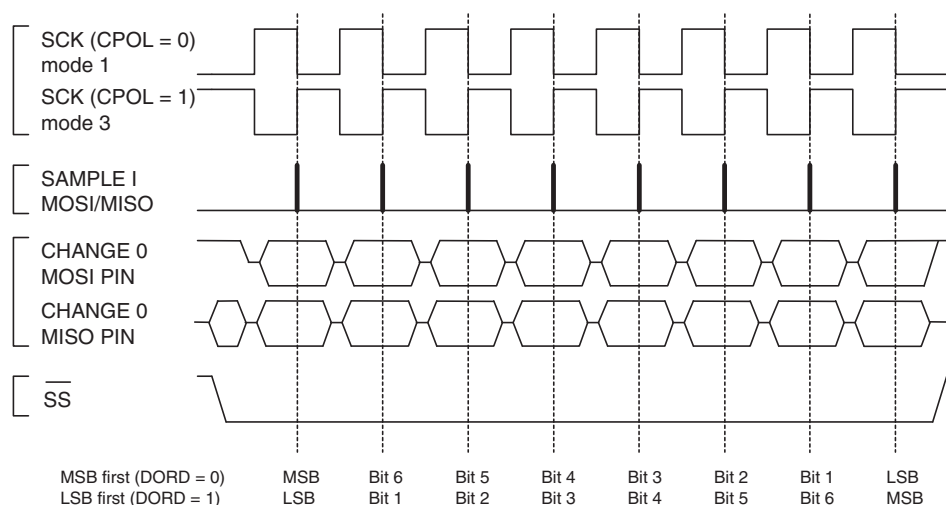 SCK (CPOL = 0)
mode 1
SCK (CPOL = 1)
mode 3
SAMPLE I
MOSI/MISO
CHANGE 0
MOSI PIN
CHANGE 0
MISO PIN
SS
MSB first (DORD = 0) MSB Bit 6 Bit 5 Bit 4 Bit 3 Bit 2 Bit 1 LSB
LSB first (DORD = 1) LSB Bit 1 Bit 2 Bit 3 Bit 4 Bit 5 Bit 6 MSB